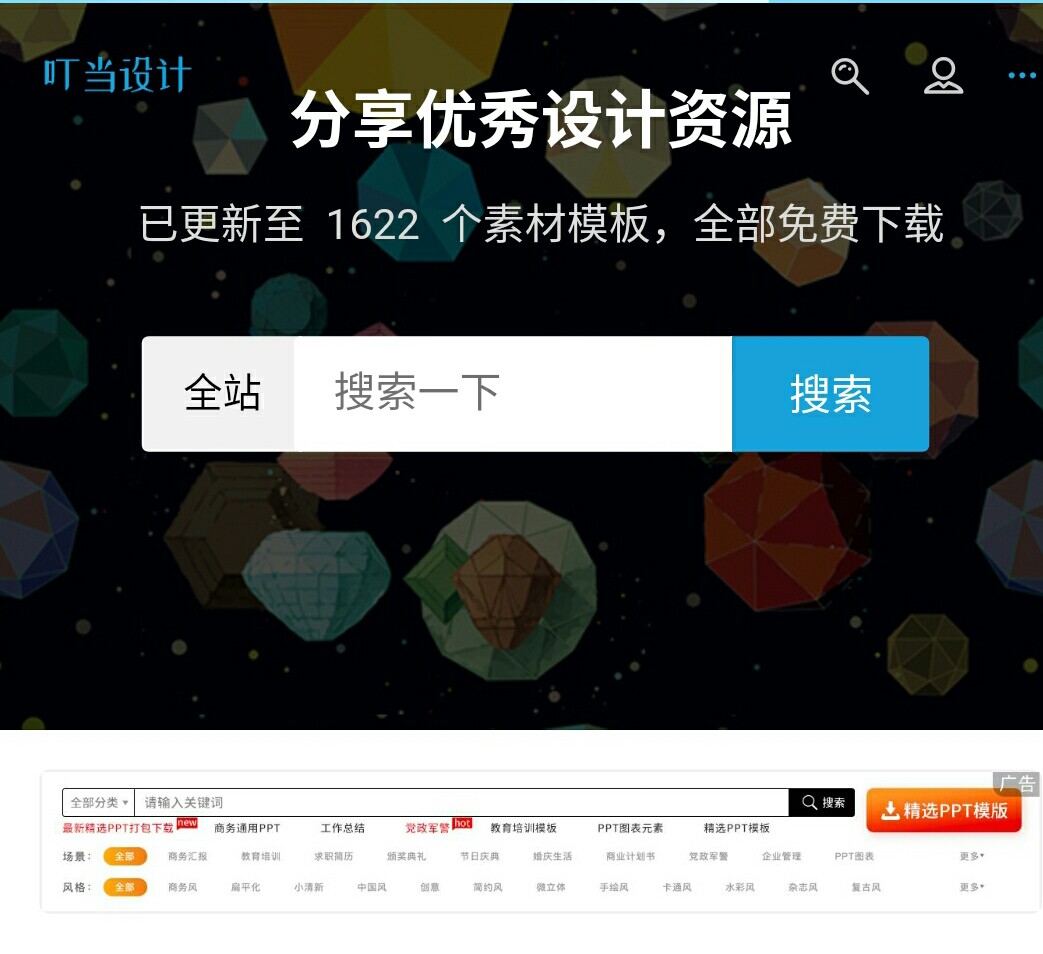 叮当设计
分享优秀设计资源
已更新至 1622 个素材模板，全部免费下载
全站 搜索一下 搜索
广告
全部分类 请输入关键词 搜索 精选PPT模版
最新精选PPT打包下载 new 商务通用PPT 工作总结 党政军警 hot 教育培训模板 PPT图表元素 精选PPT模板
场景： 全部 商务汇报 教育培训 求职简历 颁奖典礼 节日庆典 婚庆生活 商业计划书 党政军警 企业管理 PPT图表 更多
风格： 全部 商务风 扁平化 小清新 中国风 创意 简约风 微立体 手绘风 卡通风 水彩风 杂志风 复古风 更多